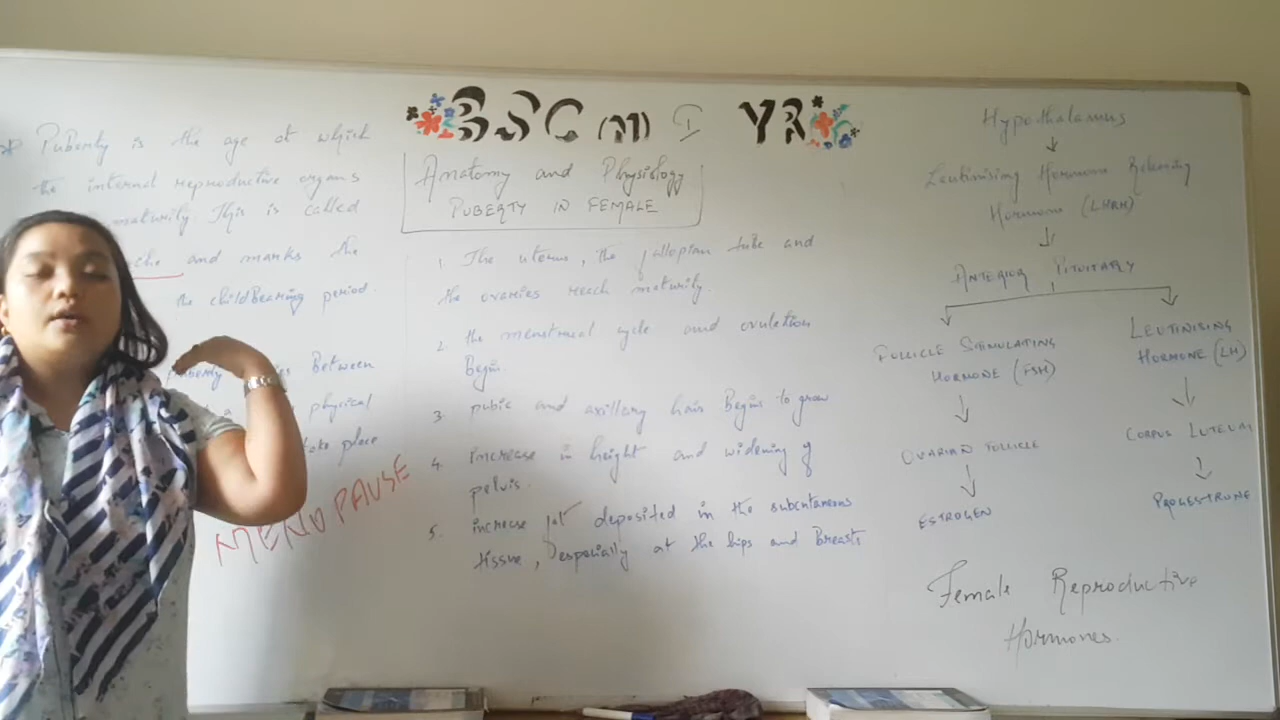 * Puberty is the age at which
the internal reproductive organs
maturity. This is called
che and marks the
the childBearing period.
puberty Between
physical
take place
MENOPAUSE
BSC (N) I YR
Anatomy and Physiology
PUBERTY IN FEMALE
1. The uterus, the fallopian tube and
the ovaries reach maturity.
2. the menstrual cycle and ovulation
Begin.
3. pubic and axillary hair Begins to grow
4. increase in height and widening of
pelvis.
5. increase fat deposited in the subcutaneous
tissue, especially at the hips and Breasts
Hypothalamus
Leutinising Hormone Releasing
Hormone (LHRH)
ANTERIOR PITUITARY
FOLLICLE STIMULATING
HORMONE (FSH)
OVARIAN FOLLICLE
ESTROGEN
LEUTINISING
HORMONE (LH)
CORPUS LUTEUM
PROGESTRONE
Female Reproductive
Hormones.